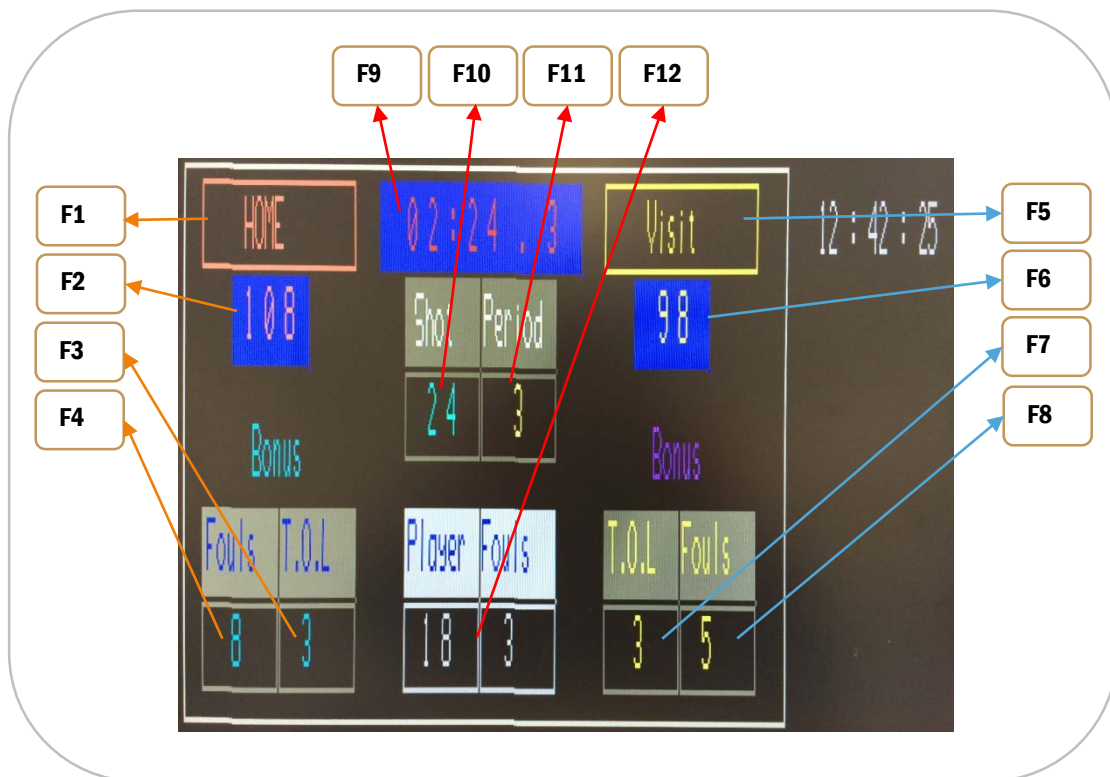 F9 F10 F11 F12
F1 HOME 02:24 .3 Visit 12:42:25 F5
F2 108 Shot Period 98 F6
F3 F7
F4 24 3 F8
Bonus Bonus
Fouls T.O.L Player Fouls T.O.L Fouls
8 3 18 3 3 5